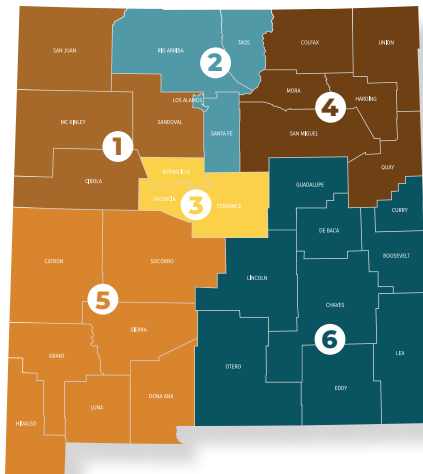 SAN JUAN
RIO ARRIBA
TAOS
COLFAX
UNION
2
MORA
HARDING
LOS ALAMOS
4
MC KINLEY
SANDOVAL
SANTA FE
SAN MIGUEL
1
QUAY
BERNALILLO
CIBOLA
GUADALUPE
VALENCIA
3
TORRANCE
CURRY
DE BACA
ROOSEVELT
CATRON
SOCORRO
LINCOLN
5
CHAVES
SIERRA
6
GRANT
OTERO
LEA
EDDY
DONA ANA
LUNA
HIDALGO